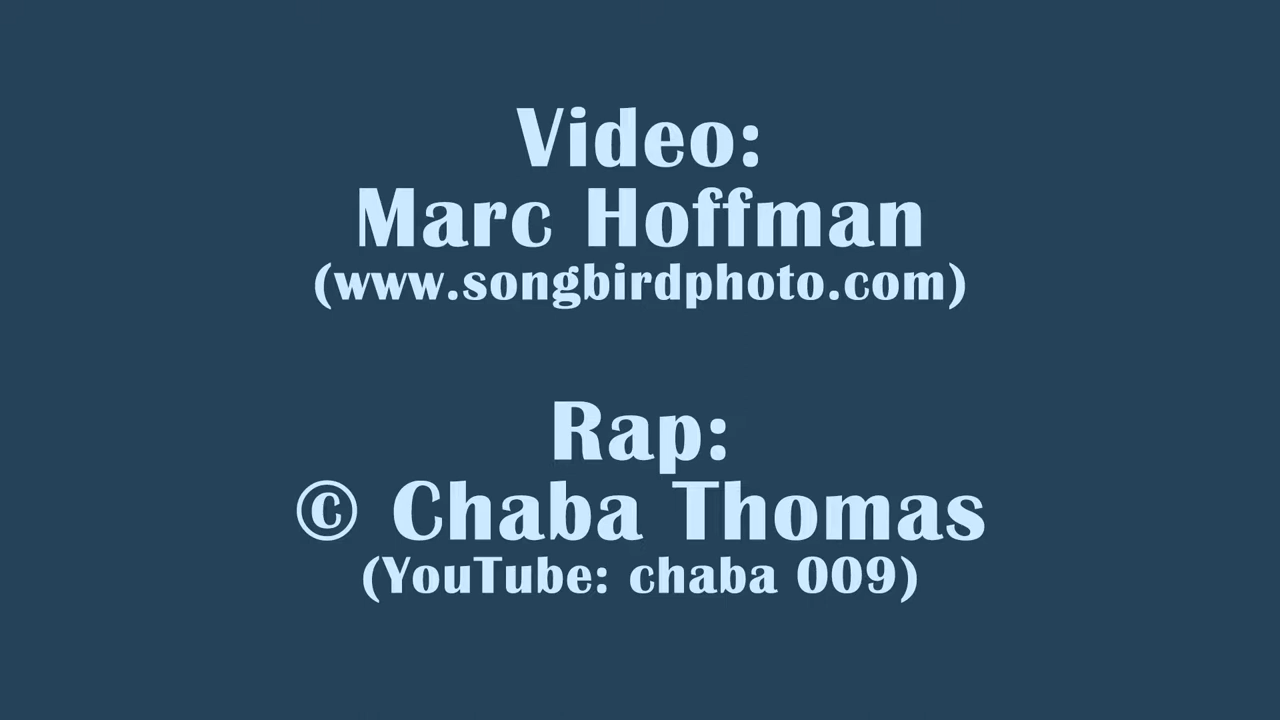 Video:
Marc Hoffman
(www.songbirdphoto.com)
Rap:
© Chaba Thomas
(YouTube: chaba 009)